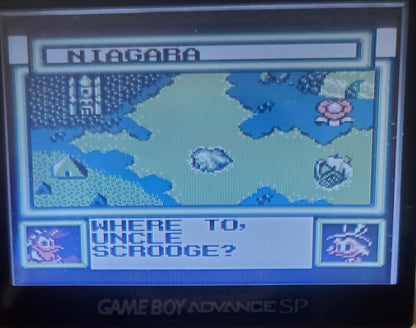 NIAGARA
WHERE TO,
UNCLE
SCROOGE?
GAME BOY ADVANCE SP